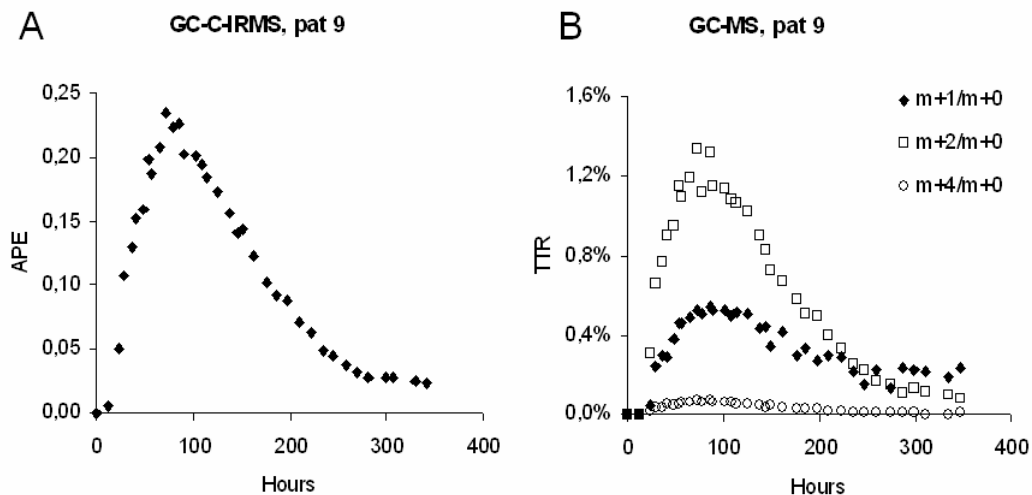 A
GC-C-IRMS, pat 9
0,25
0,20
0,15
0,10
0,05
0,00
APE
0
100
200
300
400
Hours
B
GC-MS, pat 9
1,6%
1,2%
0,8%
0,4%
0,0%
TTR
0
100
200
300
400
Hours
m+1/m+0
m+2/m+0
m+4/m+0